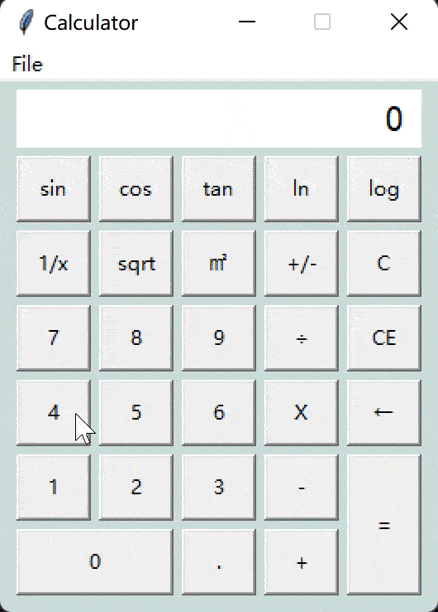 Calculator
File
0
sin cos tan ln log
1/x sqrt ㎡ +/- C
7 8 9 ÷ CE
4 5 6 X ←
1 2 3 -
=
0 . +